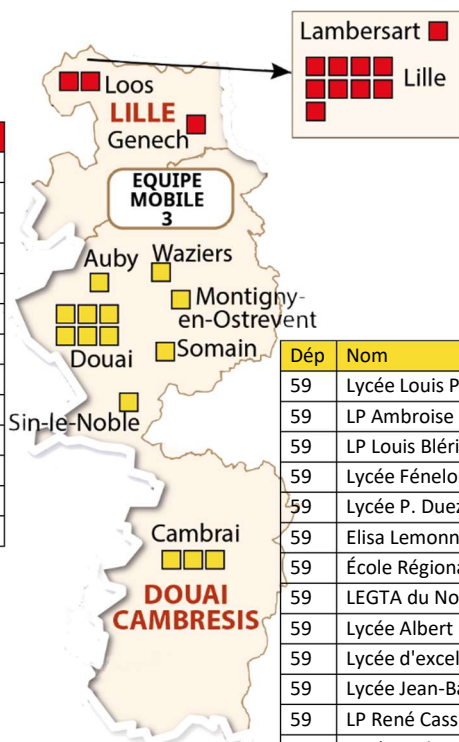 Lambersart
Lille
Loos
LILLE
Genech
EQUIPE
MOBILE
3
Auby
Waziers
Montigny-
en-Ostrevent
Douai
Somain
Sin-le-Noble
Cambrai
DOUAI
CAMBRESIS
Dép Nom
59 Lycée Louis P
59 LP Ambroise
59 LP Louis Bléri
59 Lycée Fénelo
59 Lycée P. Duez
59 Elisa Lemonn
59 École Régiona
59 LEGTA du No
59 Lycée Albert
59 Lycée d'excel
59 Lycée Jean-Ba
59 LP René Cass